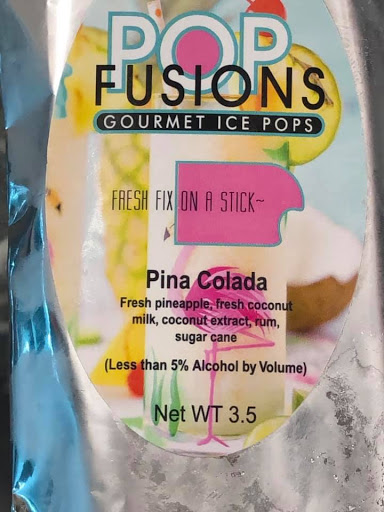 POP
FUSIONS
GOURMET ICE POPS
FRESH FIX ON A STICK~
Pina Colada
Fresh pineapple, fresh coconut
milk, coconut extract, rum,
sugar cane
(Less than 5% Alcohol by Volume)
Net WT 3.5